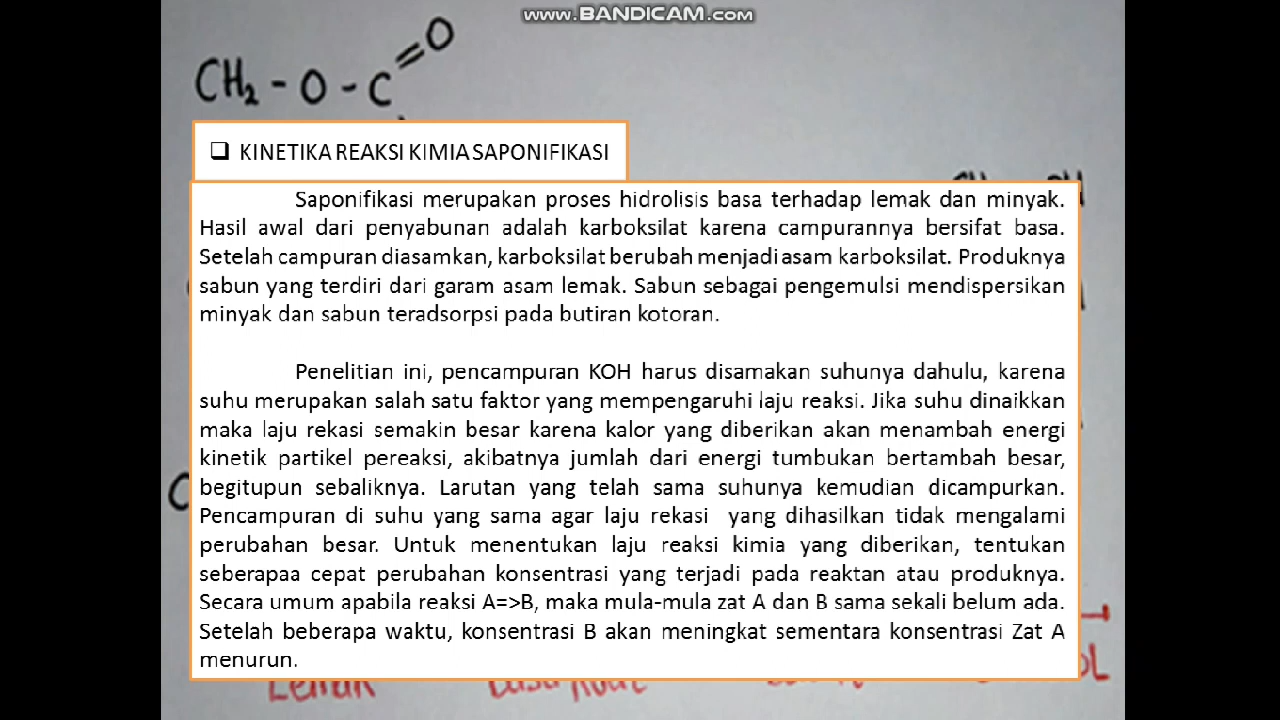 www.BANDICAM.com
CH2 - O - C = O
KINETIKA REAKSI KIMIA SAPONIFIKASI
Saponifikasi merupakan proses hidrolisis basa terhadap lemak dan minyak.
Hasil awal dari penyabunan adalah karboksilat karena campurannya bersifat basa.
Setelah campuran diasamkan, karboksilat berubah menjadi asam karboksilat. Produknya
sabun yang terdiri dari garam asam lemak. Sabun sebagai pengemulsi mendispersikan
minyak dan sabun teradsorpsi pada butiran kotoran.
Penelitian ini, pencampuran KOH harus disamakan suhunya dahulu, karena
suhu merupakan salah satu faktor yang mempengaruhi laju reaksi. Jika suhu dinaikkan
maka laju rekasi semakin besar karena kalor yang diberikan akan menambah energi
kinetik partikel pereaksi, akibatnya jumlah dari energi tumbukan bertambah besar,
begitupun sebaliknya. Larutan yang telah sama suhunya kemudian dicampurkan.
Pencampuran di suhu yang sama agar laju rekasi yang dihasilkan tidak mengalami
perubahan besar. Untuk menentukan laju reaksi kimia yang diberikan, tentukan
seberapaa cepat perubahan konsentrasi yang terjadi pada reaktan atau produknya.
Secara umum apabila reaksi A=>B, maka mula-mula zat A dan B sama sekali belum ada.
Setelah beberapa waktu, konsentrasi B akan meningkat sementara konsentrasi Zat A
menurun.